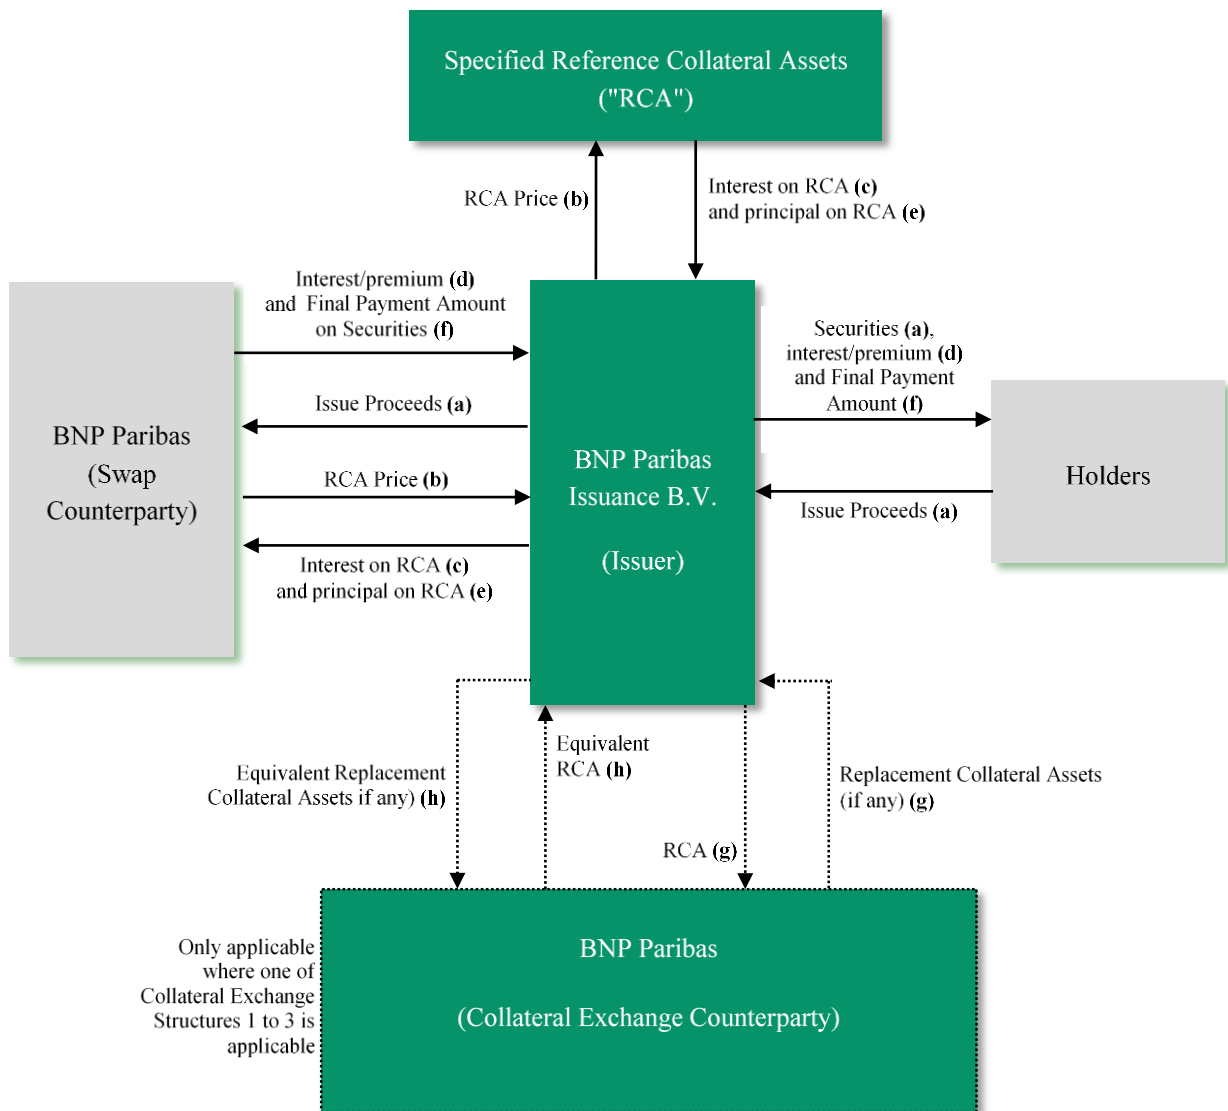 Specified Reference Collateral Assets
("RCA")
RCA Price (b)
Interest on RCA (c)
and principal on RCA (e)
Interest/premium (d)
and Final Payment Amount
on Securities (f)
Issue Proceeds (a)
RCA Price (b)
Interest on RCA (c)
and principal on RCA (e)
BNP Paribas
(Swap
Counterparty)
BNP Paribas
Issuance B.V.
(Issuer)
Securities (a),
interest/premium (d)
and Final Payment
Amount (f)
Issue Proceeds (a)
Holders
Equivalent Replacement
Collateral Assets if any) (h)
Equivalent
RCA (h)
RCA (g)
Replacement Collateral Assets
(if any) (g)
Only applicable
where one of
Collateral Exchange
Structures 1 to 3 is
applicable
BNP Paribas
(Collateral Exchange Counterparty)